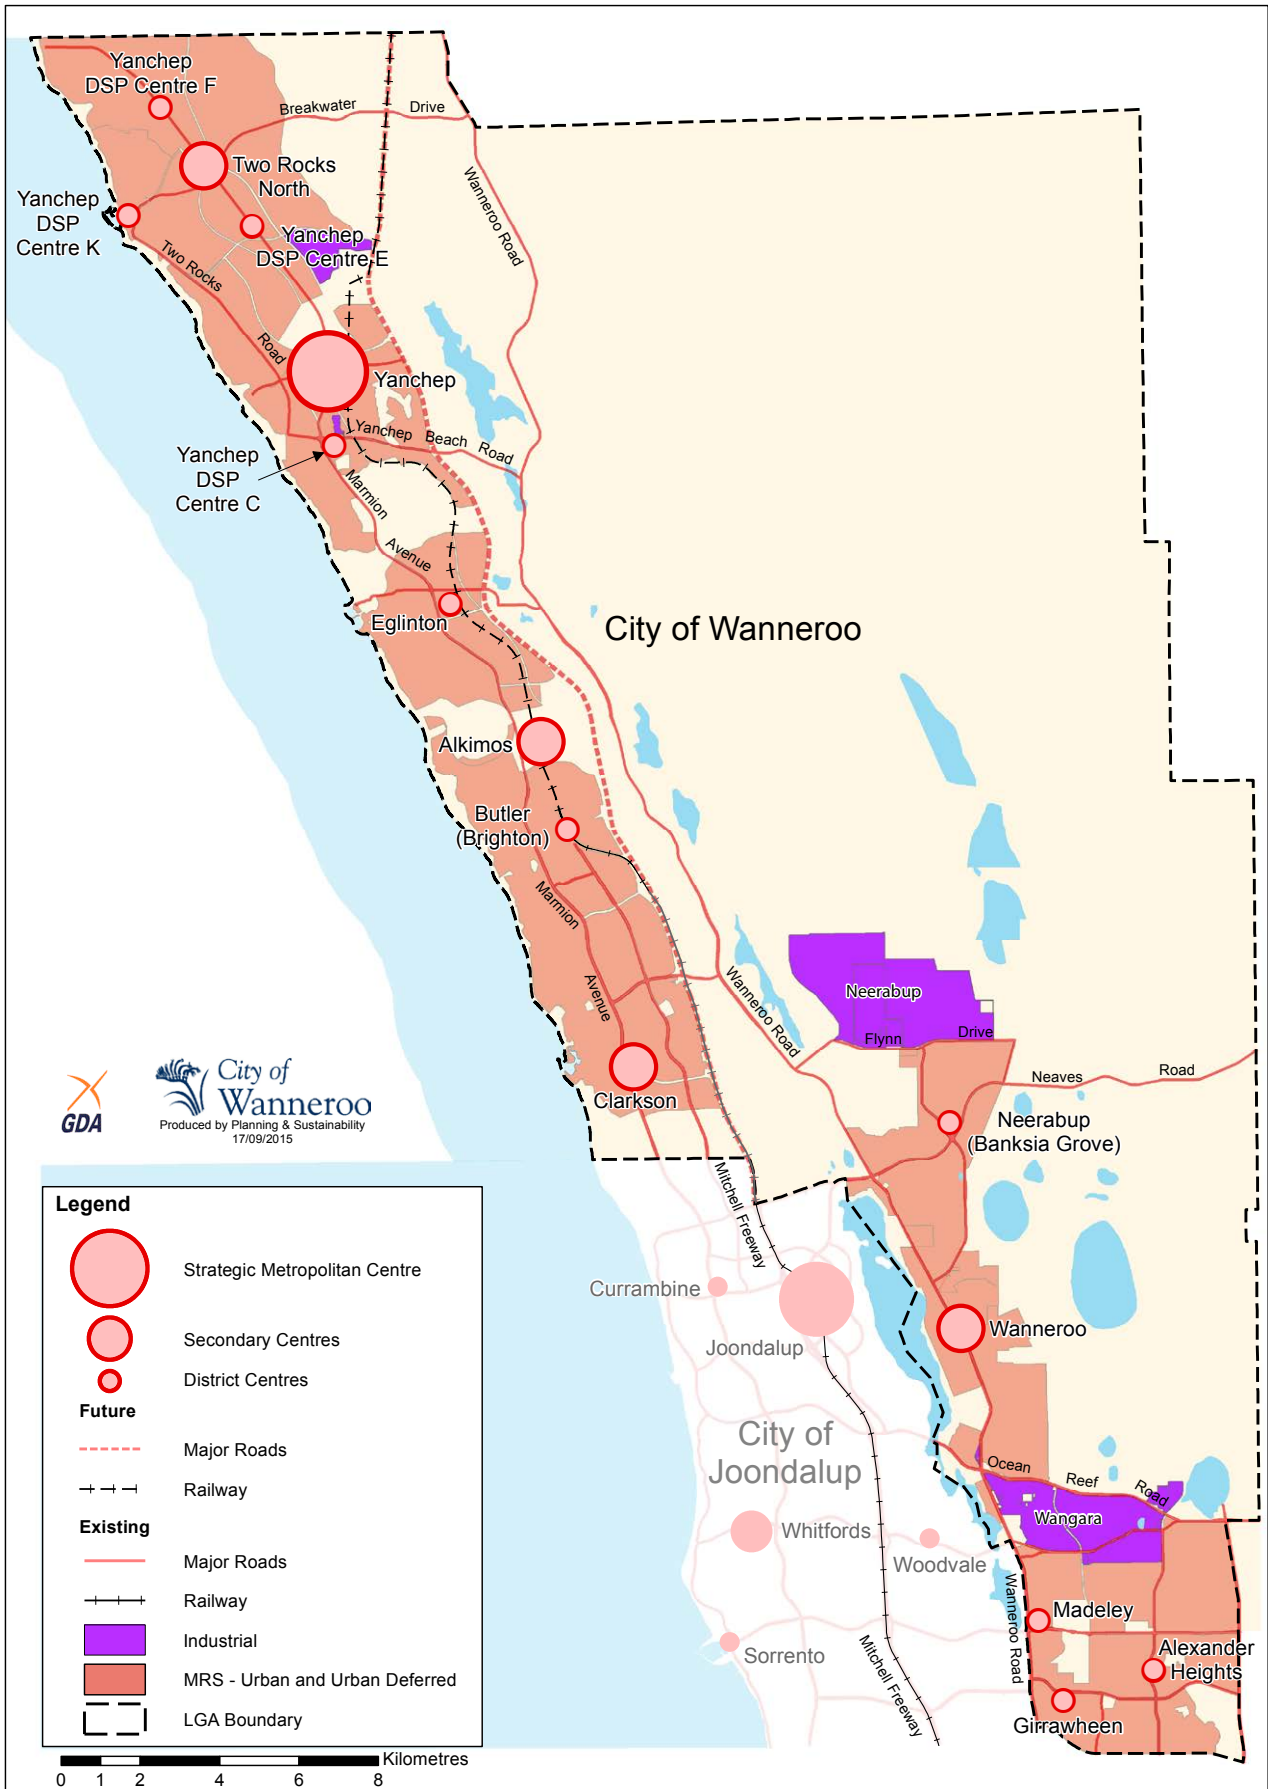 Yanchep
DSP Centre F
Breakwater Drive
Two Rocks
North
Wanneroo Road
Yanchep
DSP
Centre K
Yanchep
DSP Centre E
Two Rocks
Road
Yanchep
Yanchep Beach Road
Yanchep
DSP
Centre C
Marmion
Avenue
Eglinton
City of Wanneroo
Alkimos
Butler
(Brighton)
Marmion
Avenue
Wanneroo Road
Neerabup
Flynn Drive
Neaves Road
Clarkson
Neerabup
(Banksia Grove)
GDA
City of
Wanneroo
Produced by Planning & Sustainability
17/09/2015
Mitchell Freeway
Currambine
Joondalup
Wanneroo
City of
Joondalup
Ocean Reef Road
Wangara
Whitfords
Woodvale
Wanneroo Road
Madeley
Sorrento
Mitchell Freeway
Alexander
Heights
Girrawheen
Legend
Strategic Metropolitan Centre
Secondary Centres
District Centres
Future
Major Roads
Railway
Existing
Major Roads
Railway
Industrial
MRS - Urban and Urban Deferred
LGA Boundary
Kilometres
0 1 2 4 6 8